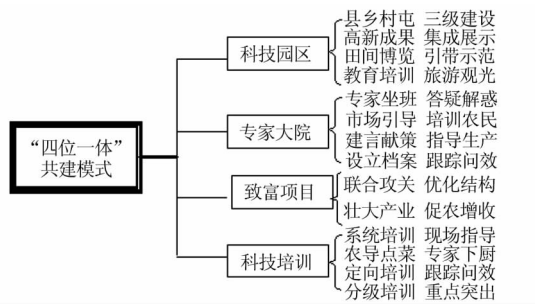 “四位一体”
共建模式
科技园区
县乡村屯 三级建设
高新成果 集成展示
田间博览 引带示范
教育培训 旅游观光
专家大院
专家坐班 答疑解惑
市场引导 培训农民
建言献策 指导生产
设立档案 跟踪问效
致富项目
联合攻关 优化结构
壮大产业 促农增收
科技培训
系统培训 现场指导
农导点菜 专家下厨
定向培训 跟踪问效
分级培训 重点突出